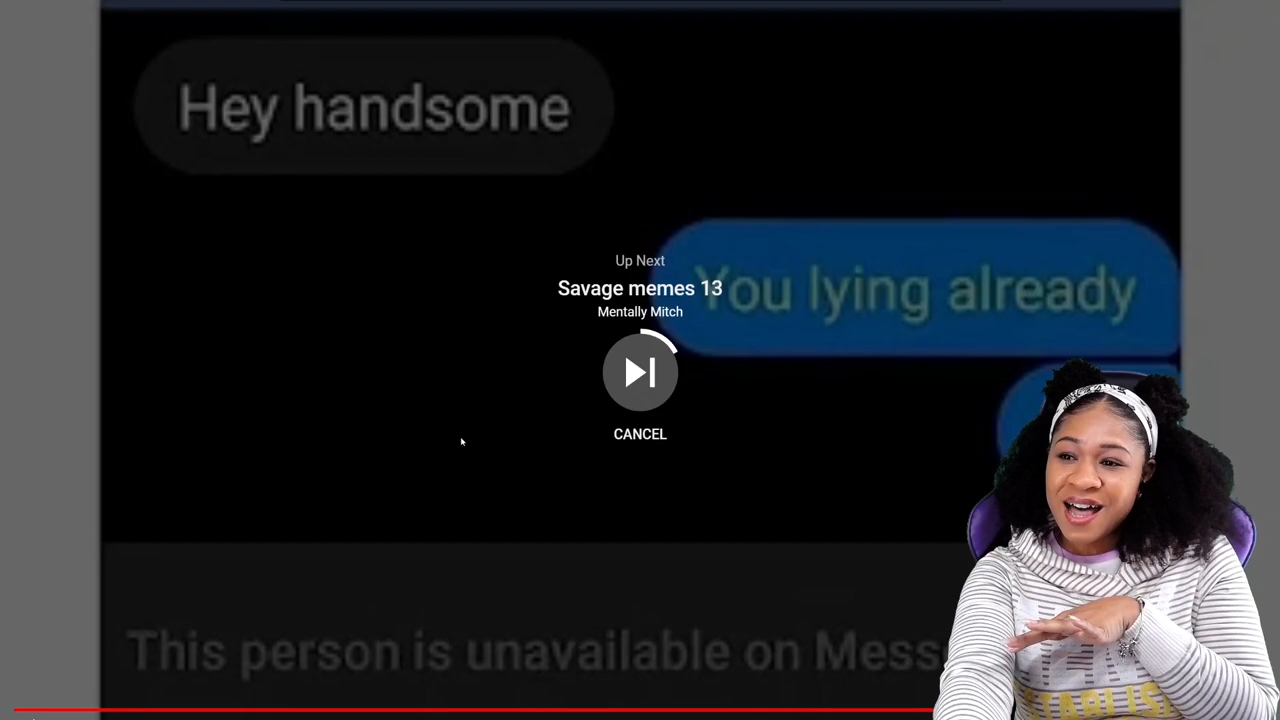 Hey handsome
Up Next
Savage memes 13
Mentally Mitch
You lying already
CANCEL
This person is unavailable on Mess